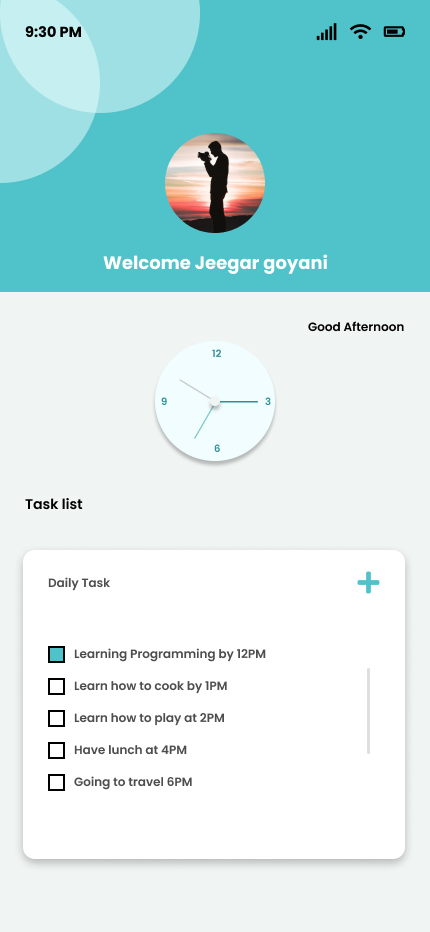 9:30 PM
Welcome Jeegar goyani
Good Afternoon
12
9
3
6
Task list
Daily Task
Learning Programming by 12PM
Learn how to cook by 1PM
Learn how to play at 2PM
Have lunch at 4PM
Going to travel 6PM